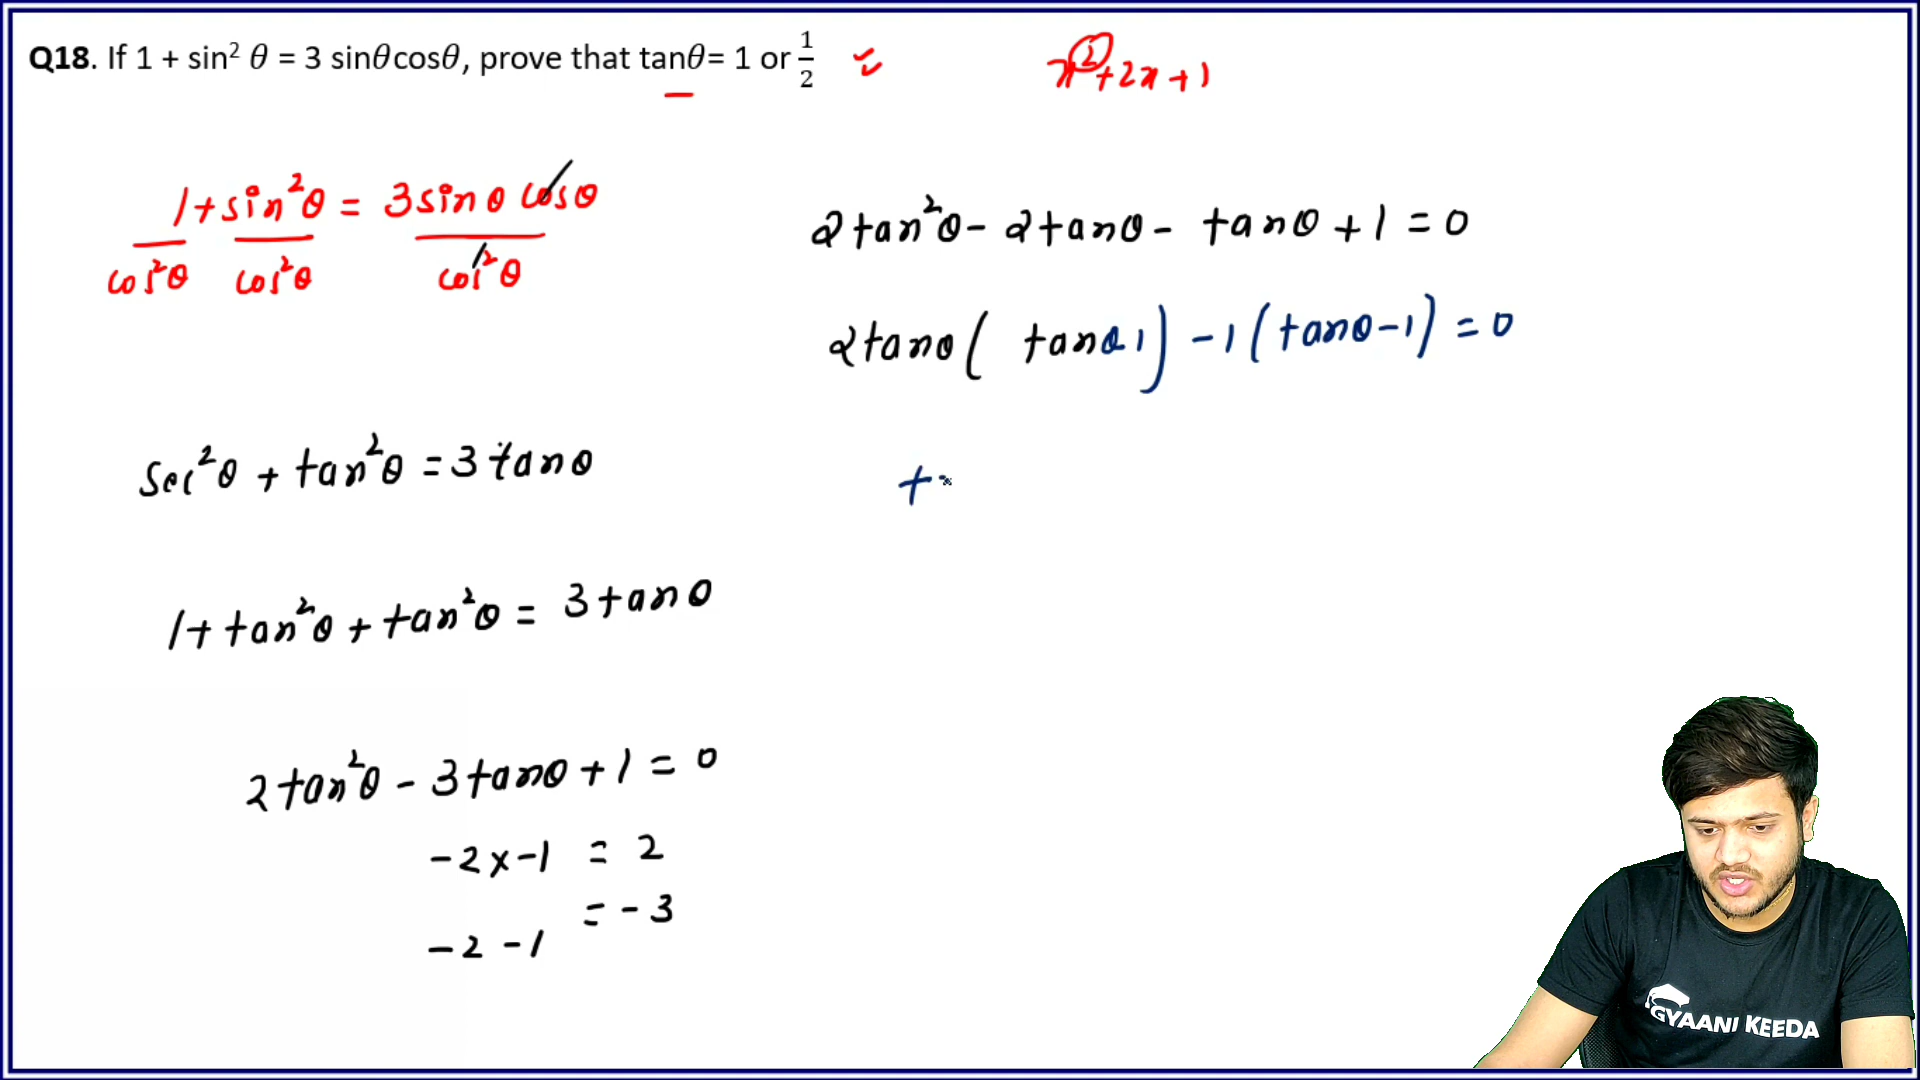 Q18. If 1 + sin² θ = 3 sinθcosθ, prove that tanθ= 1 or 1/2
x²+2x+1
1+sin²θ = 3sinθ cosθ
cos²θ cos²θ cos²θ
sec²θ + tan²θ = 3tanθ
1+tan²θ + tan²θ = 3tanθ
2tan²θ - 3tanθ + 1 = 0
-2x-1 = 2
= -3
-2 -1
2tan²θ - 2tanθ - tanθ + 1 = 0
2tanθ( tanθ 1) -1(tanθ-1) = 0
GYAANI KEEDA